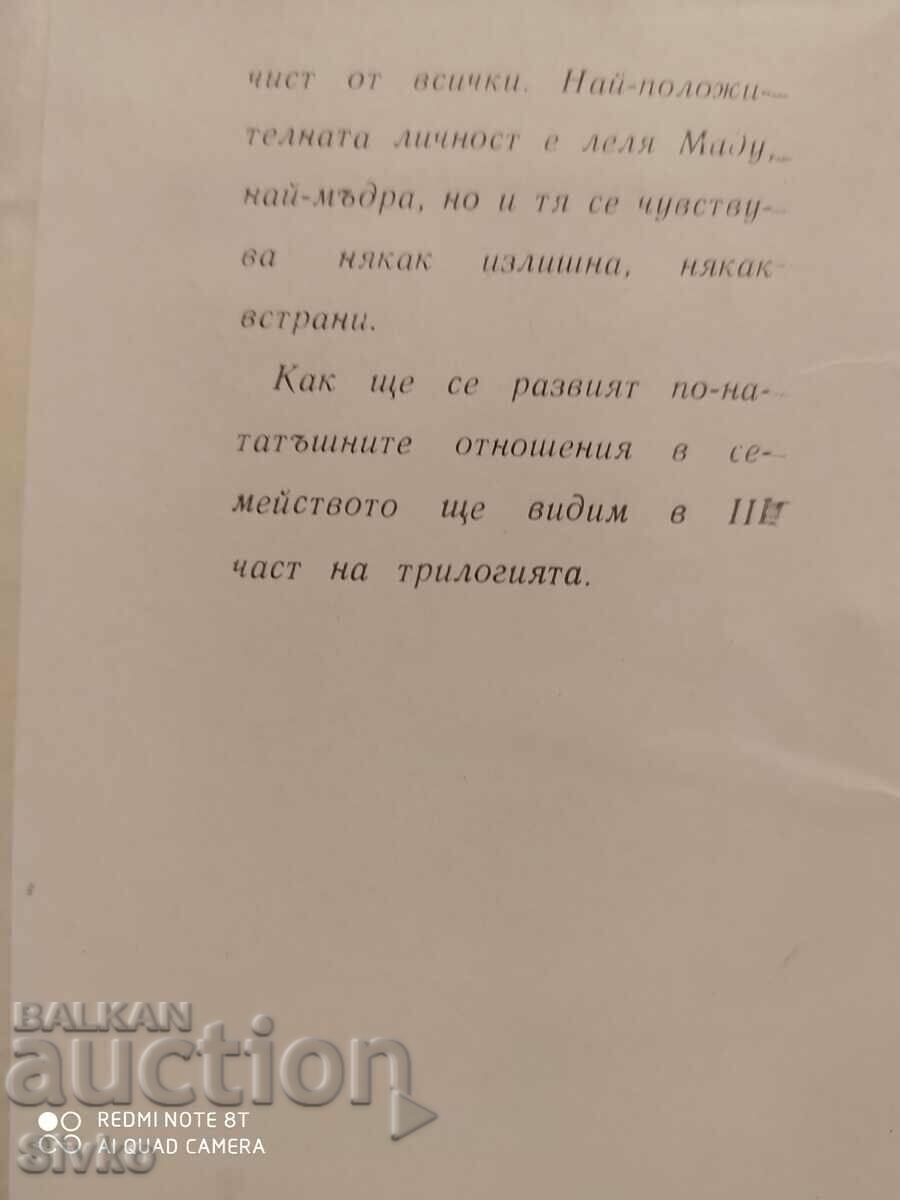 чист от всички. Най-положи-
телната личност е леля Маду,
най-мъдра, но и тя се чувству-
ва някак излишна, някак
встрани.
Как ще се развият по-на-
татъшните отношения в се-
мейството ще видим в III
част на трилогията.
BALKAN
auction
REDMI NOTE 8T
AI QUAD CAMERA
Sivko